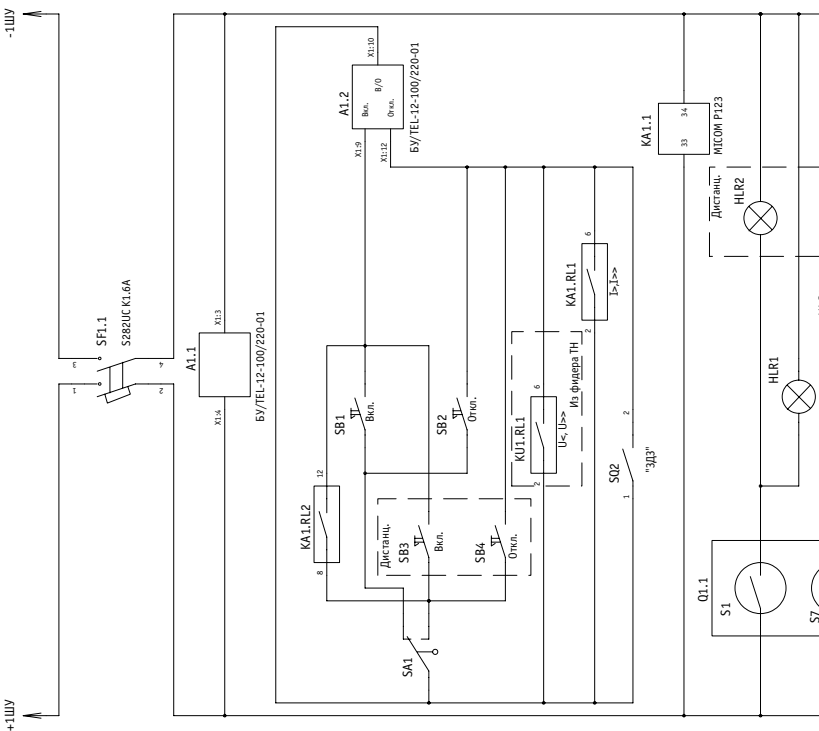 -1ШУ
+1ШУ
SF1.1
S282UC K1.6A
3
1
4
2
A1.1
X1:3
X1:4
БУ/TEL-12-100/220-01
A1.2
X1:10
В/О
Вкл.
Откл.
X1:9
X1:12
БУ/TEL-12-100/220-01
KA1.RL2
12
8
SB1
Вкл.
SB2
Откл.
Дистанц.
SB3
Вкл.
SB4
Откл.
SA1
KU1.RL1
6
2
U<, U>>
Из фидера ТН
KA1.RL1
6
2
I>,I>>
SQ2
2
1
"ЗДЗ"
KA1.1
34
33
MICOM P123
Дистанц.
HLR2
HLR1
Q1.1
S1
S7